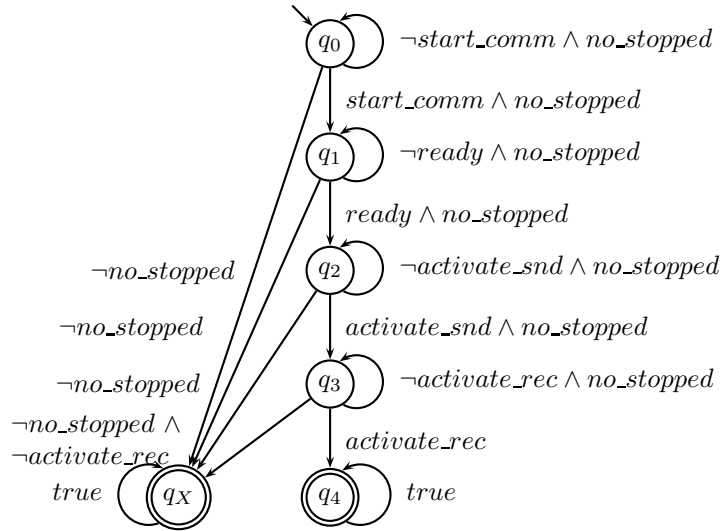 q0
¬start_comm ∧ no_stopped
start_comm ∧ no_stopped
q1
¬ready ∧ no_stopped
ready ∧ no_stopped
q2
¬activate_snd ∧ no_stopped
¬no_stopped
¬no_stopped
activate_snd ∧ no_stopped
q3
¬activate_rec ∧ no_stopped
¬no_stopped
¬no_stopped ∧
¬activate_rec
activate_rec
true
qX
q4
true